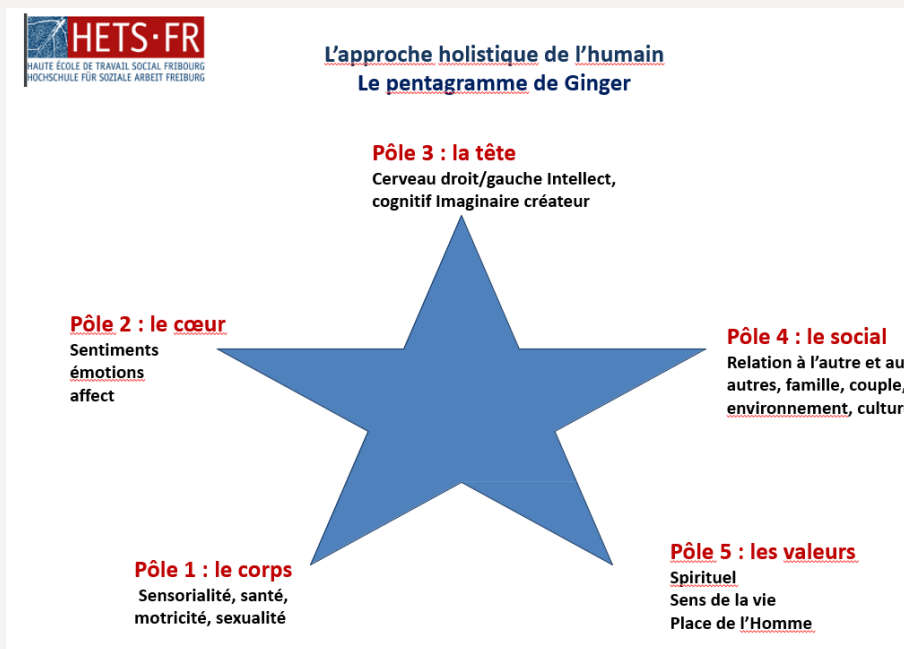 HETS·FR
HAUTE ÉCOLE DE TRAVAIL SOCIAL FRIBOURG
HOCHSCHULE FÜR SOZIALE ARBEIT FREIBURG
L'approche holistique de l'humain
Le pentagramme de Ginger
Pôle 3 : la tête
Cerveau droit/gauche Intellect,
cognitif Imaginaire créateur
Pôle 2 : le cœur
Sentiments
émotions
affect
Pôle 4 : le social
Relation à l'autre et au
autres, famille, couple,
environnement, cultur
Pôle 1 : le corps
Sensorialité, santé,
motricité, sexualité
Pôle 5 : les valeurs
Spirituel
Sens de la vie
Place de l'Homme